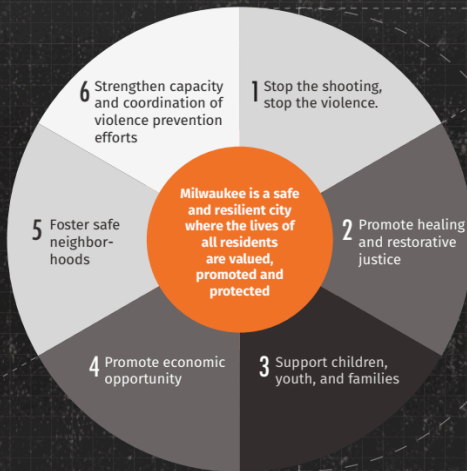 6 Strengthen capacity
and coordination of
violence prevention
efforts
1 Stop the shooting,
stop the violence.
5 Foster safe
neighbor-
hoods
Milwaukee is a safe
and resilient city
where the lives of
all residents
are valued,
promoted and
protected
2 Promote healing
and restorative
justice
4 Promote economic
opportunity
3 Support children,
youth, and families